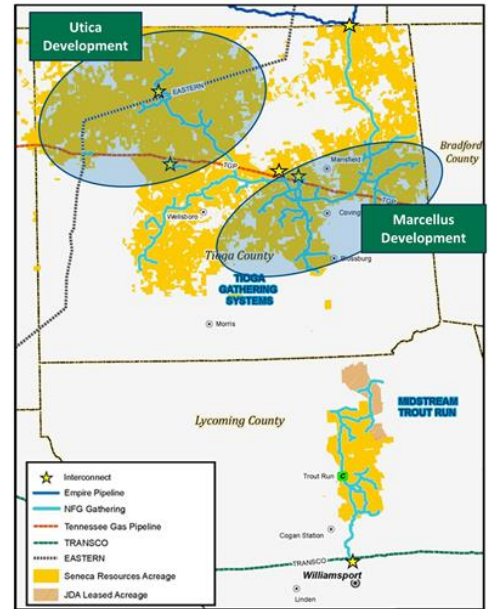 Utica
Development
EASTERN
Bradford
County
TGP
Mansfield
TGP
Wellsboro
Coving
Marcellus
Development
Tioga County
Blossburg
TIOGA
GATHERING
SYSTEMS
Morris
MIDSTREAM
TROUT RUN
Lycoming County
Trout Run
C
Cogan Station
TRANSCO
Williamsport
Linden
Interconnect
Empire Pipeline
NFG Gathering
Tennessee Gas Pipeline
TRANSCO
EASTERN
Seneca Resources Acreage
JDA Leased Acreage